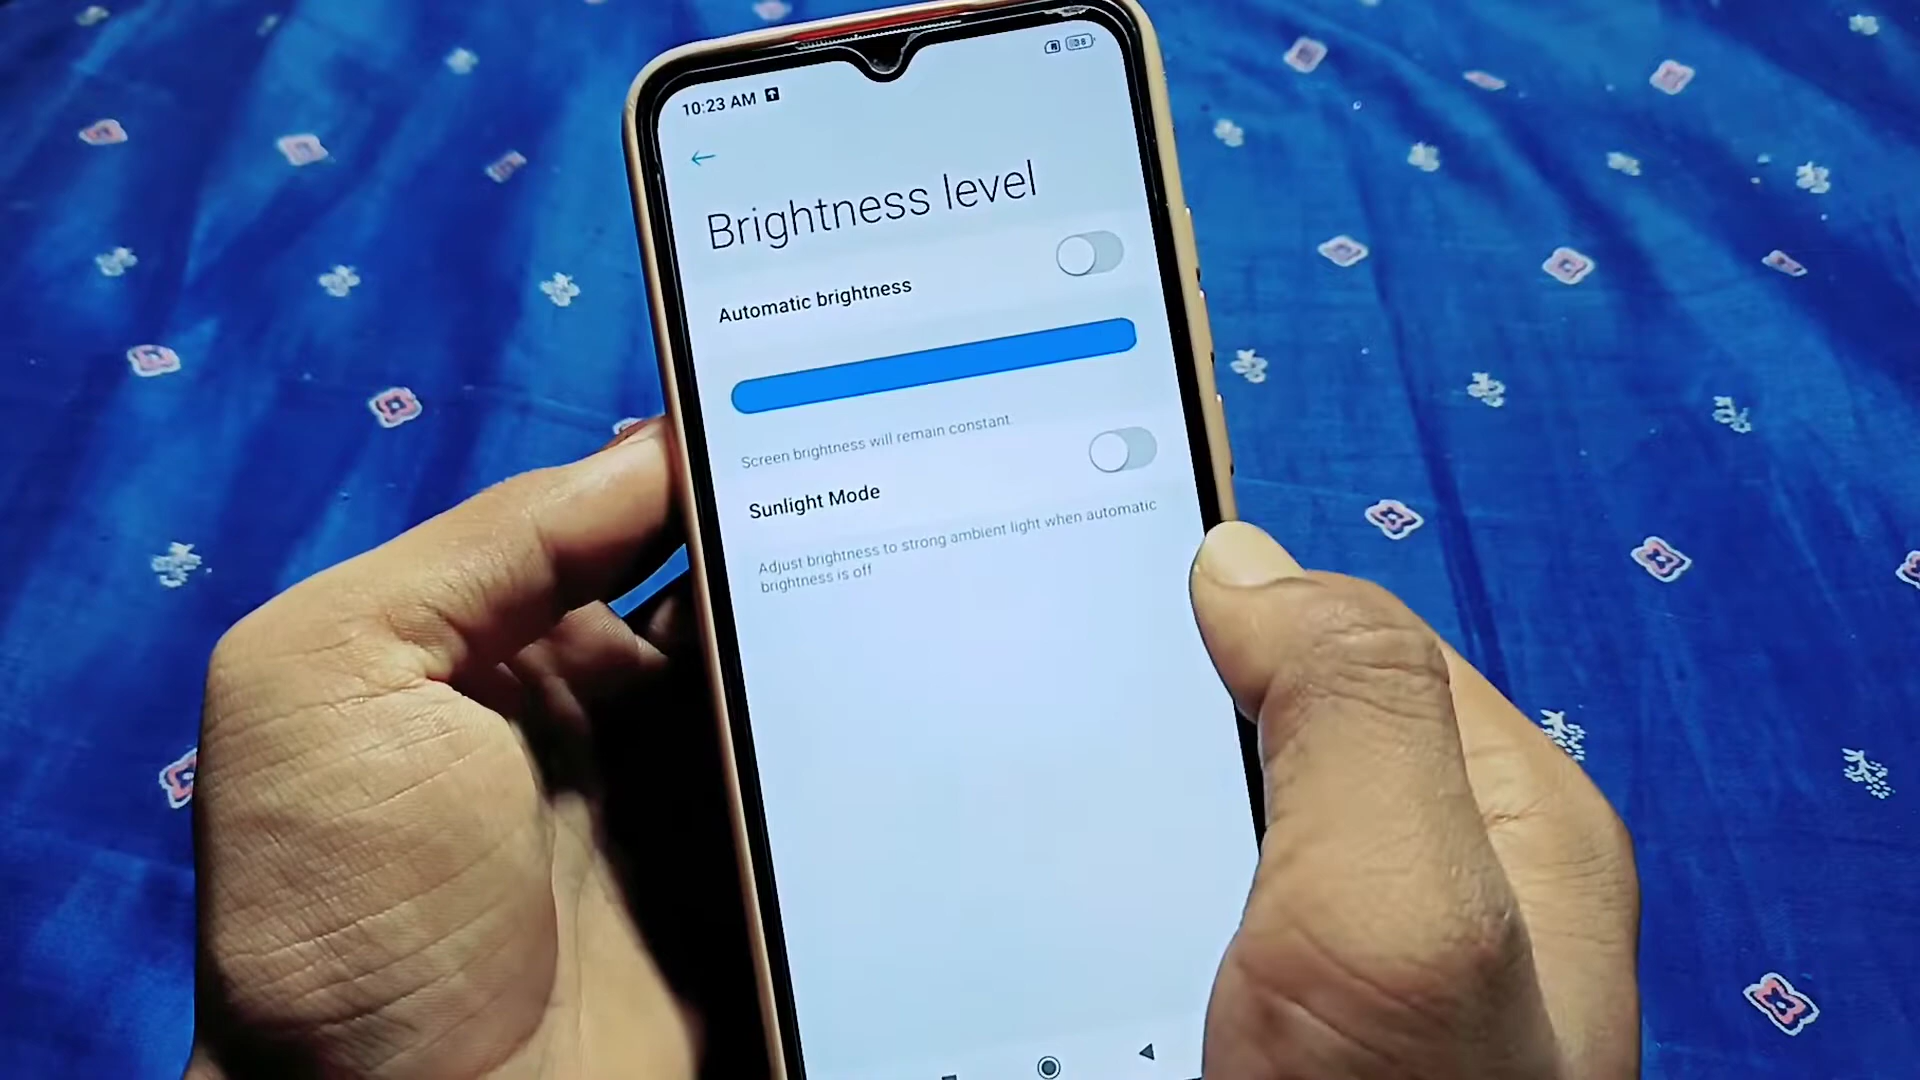 10:23 AM
Brightness level
Automatic brightness
Screen brightness will remain constant.
Sunlight Mode
Adjust brightness to strong ambient light when automatic
brightness is off